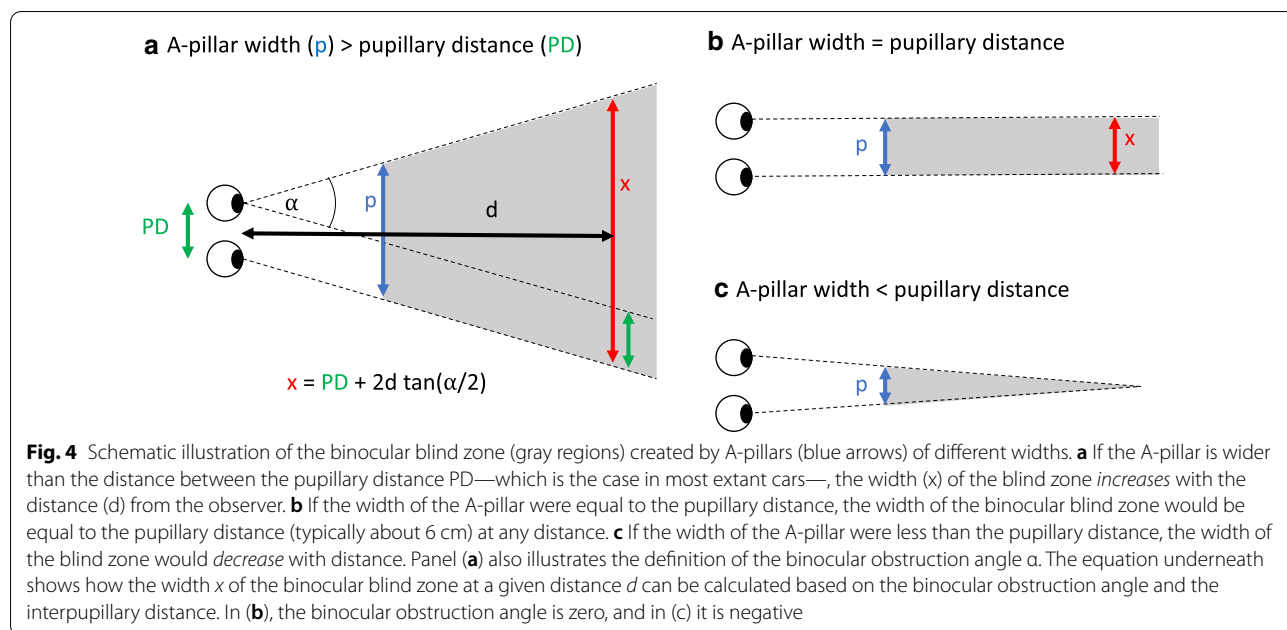 a A-pillar width (p) > pupillary distance (PD)
α
p
x
d
PD
x = PD + 2d tan(α/2)
b A-pillar width = pupillary distance
p
x
c A-pillar width < pupillary distance
p
Fig. 4 Schematic illustration of the binocular blind zone (gray regions) created by A-pillars (blue arrows) of different widths. a If the A-pillar is wider
than the distance between the pupillary distance PD—which is the case in most extant cars—, the width (x) of the blind zone increases with the
distance (d) from the observer. b If the width of the A-pillar were equal to the pupillary distance, the width of the binocular blind zone would be
equal to the pupillary distance (typically about 6 cm) at any distance. c If the width of the A-pillar were less than the pupillary distance, the width of
the blind zone would decrease with distance. Panel (a) also illustrates the definition of the binocular obstruction angle α. The equation underneath
shows how the width x of the binocular blind zone at a given distance d can be calculated based on the binocular obstruction angle and the
interpupillary distance. In (b), the binocular obstruction angle is zero, and in (c) it is negative